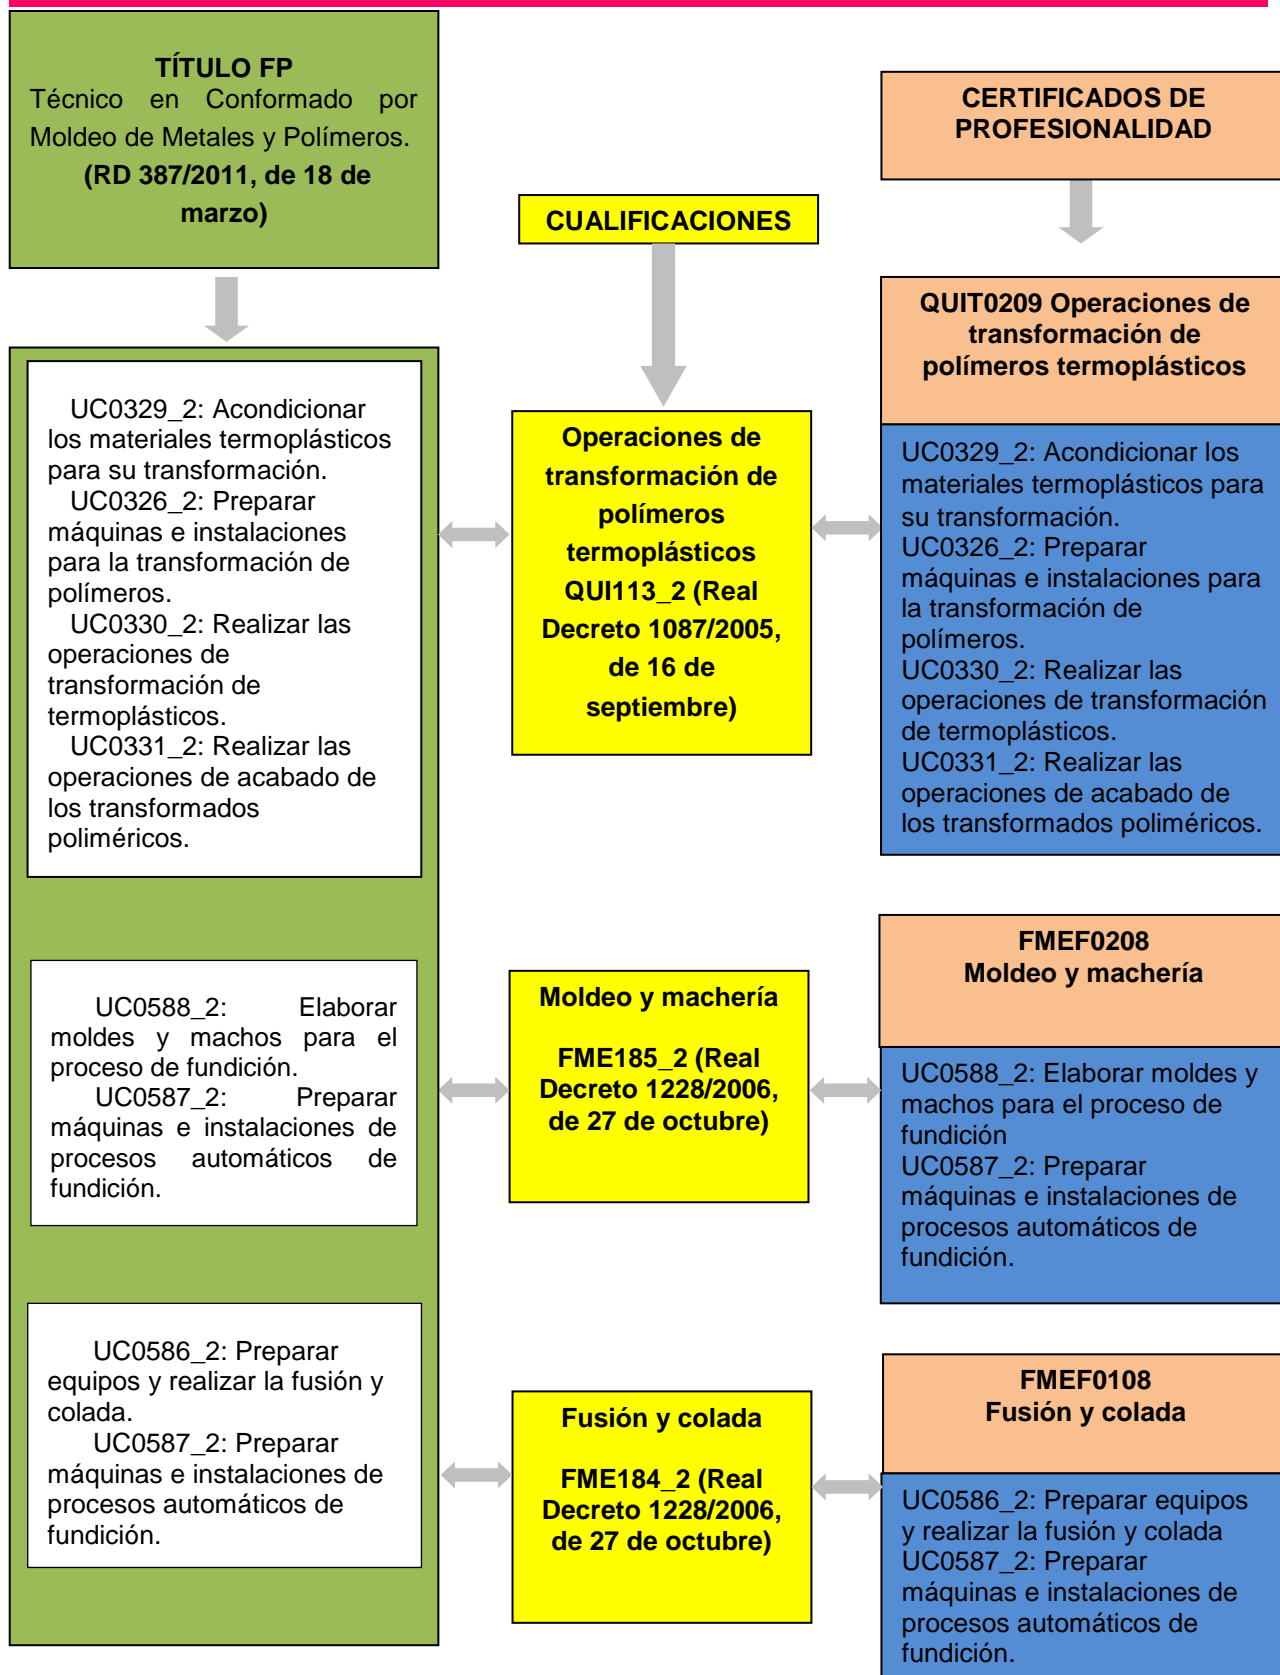 TÍTULO FP
Técnico en Conformado por
Moldeo de Metales y Polímeros.
(RD 387/2011, de 18 de
marzo)
CUALIFICACIONES
CERTIFICADOS DE
PROFESIONALIDAD
UC0329_2: Acondicionar
los materiales termoplásticos
para su transformación.
UC0326_2: Preparar
máquinas e instalaciones
para la transformación de
polímeros.
UC0330_2: Realizar las
operaciones de
transformación de
termoplásticos.
UC0331_2: Realizar las
operaciones de acabado de
los transformados
poliméricos.
Operaciones de
transformación de
polímeros
termoplásticos
QUI113_2 (Real
Decreto 1087/2005,
de 16 de
septiembre)
QUIT0209 Operaciones de
transformación de
polímeros termoplásticos
UC0329_2: Acondicionar los
materiales termoplásticos para
su transformación.
UC0326_2: Preparar
máquinas e instalaciones para
la transformación de
polímeros.
UC0330_2: Realizar las
operaciones de transformación
de termoplásticos.
UC0331_2: Realizar las
operaciones de acabado de
los transformados poliméricos.
UC0588_2: Elaborar
moldes y machos para el
proceso de fundición.
UC0587_2: Preparar
máquinas e instalaciones de
procesos automáticos de
fundición.
Moldeo y machería
FME185_2 (Real
Decreto 1228/2006,
de 27 de octubre)
FMEF0208
Moldeo y machería
UC0588_2: Elaborar moldes y
machos para el proceso de
fundición
UC0587_2: Preparar
máquinas e instalaciones de
procesos automáticos de
fundición.
UC0586_2: Preparar
equipos y realizar la fusión y
colada.
UC0587_2: Preparar
máquinas e instalaciones de
procesos automáticos de
fundición.
Fusión y colada
FME184_2 (Real
Decreto 1228/2006,
de 27 de octubre)
FMEF0108
Fusión y colada
UC0586_2: Preparar equipos
y realizar la fusión y colada
UC0587_2: Preparar
máquinas e instalaciones de
procesos automáticos de
fundición.